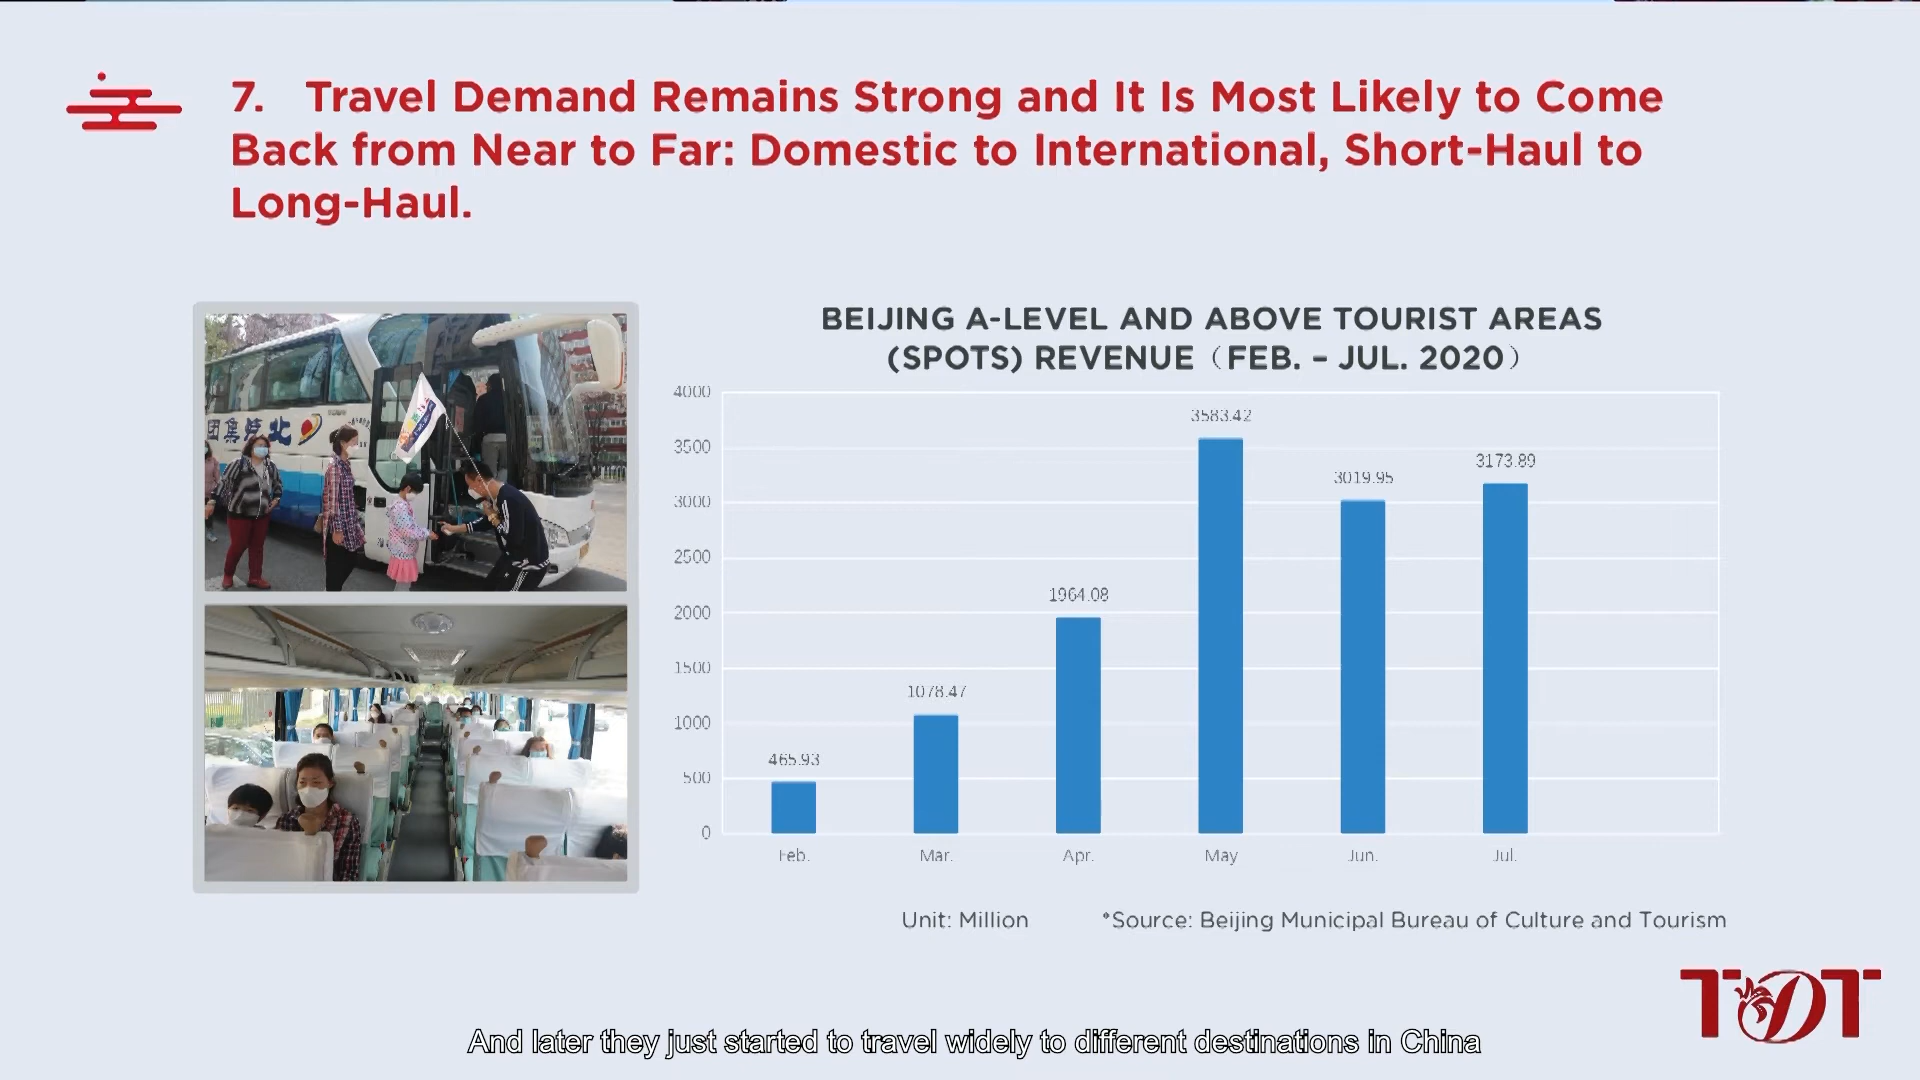 7. Travel Demand Remains Strong and It Is Most Likely to Come
Back from Near to Far: Domestic to International, Short-Haul to
Long-Haul.
团集旅北
BEIJING A-LEVEL AND ABOVE TOURIST AREAS
(SPOTS) REVENUE（FEB. – JUL. 2020）
4000
3500
3000
2500
2000
1500
1000
500
0
465.93
1078.47
1964.08
3583.42
3019.95
3173.89
Feb. Mar. Apr. May Jun. Jul.
Unit: Million *Source: Beijing Municipal Bureau of Culture and Tourism
TDT
And later they just started to travel widely to different destinations in China